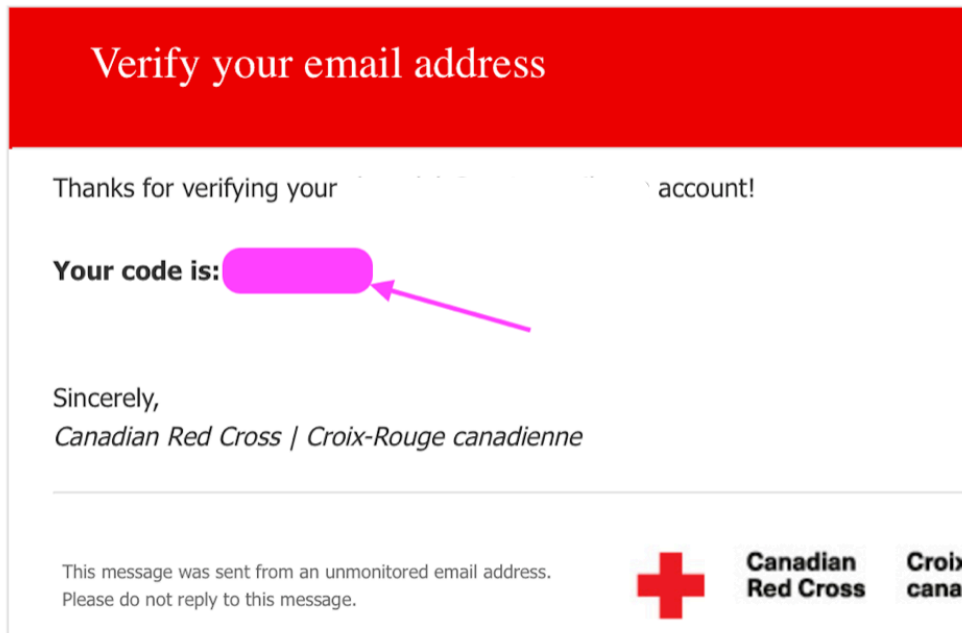 Verify your email address
Thanks for verifying your account!
Your code is:
Sincerely,
Canadian Red Cross | Croix-Rouge canadienne
This message was sent from an unmonitored email address.
Please do not reply to this message.
Canadian
Red Cross
Croix
cana